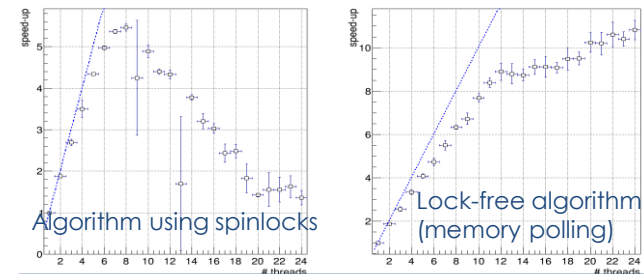 speed-up
5
4
3
2
1
0
2 4 6 8 10 12 14 16 18 20 22 24
# threads
Algorithm using spinlocks
speed-up
10
8
6
4
2
2 4 6 8 10 12 14 16 18 20 22 24
# threads
Lock-free algorithm
(memory polling)